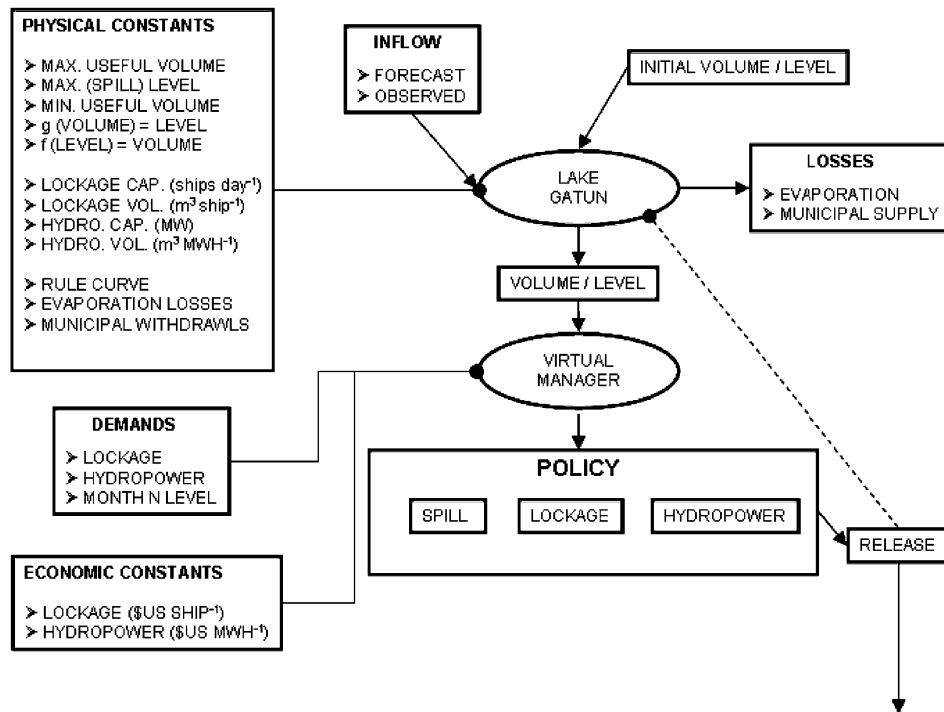 PHYSICAL CONSTANTS
➢ MAX. USEFUL VOLUME
➢ MAX. (SPILL) LEVEL
➢ MIN. USEFUL VOLUME
➢ g (VOLUME) = LEVEL
➢ f (LEVEL) = VOLUME
➢ LOCKAGE CAP. (ships day⁻¹)
➢ LOCKAGE VOL. (m³ ship⁻¹)
➢ HYDRO. CAP. (MW)
➢ HYDRO. VOL. (m³ MWH⁻¹)
➢ RULE CURVE
➢ EVAPORATION LOSSES
➢ MUNICIPAL WITHDRAWLS
INFLOW
➢ FORECAST
➢ OBSERVED
INITIAL VOLUME / LEVEL
LAKE
GATUN
LOSSES
➢ EVAPORATION
➢ MUNICIPAL SUPPLY
VOLUME / LEVEL
VIRTUAL
MANAGER
DEMANDS
➢ LOCKAGE
➢ HYDROPOWER
➢ MONTH N LEVEL
POLICY
SPILL
LOCKAGE
HYDROPOWER
RELEASE
ECONOMIC CONSTANTS
➢ LOCKAGE ($US SHIP⁻¹)
➢ HYDROPOWER ($US MWH⁻¹)